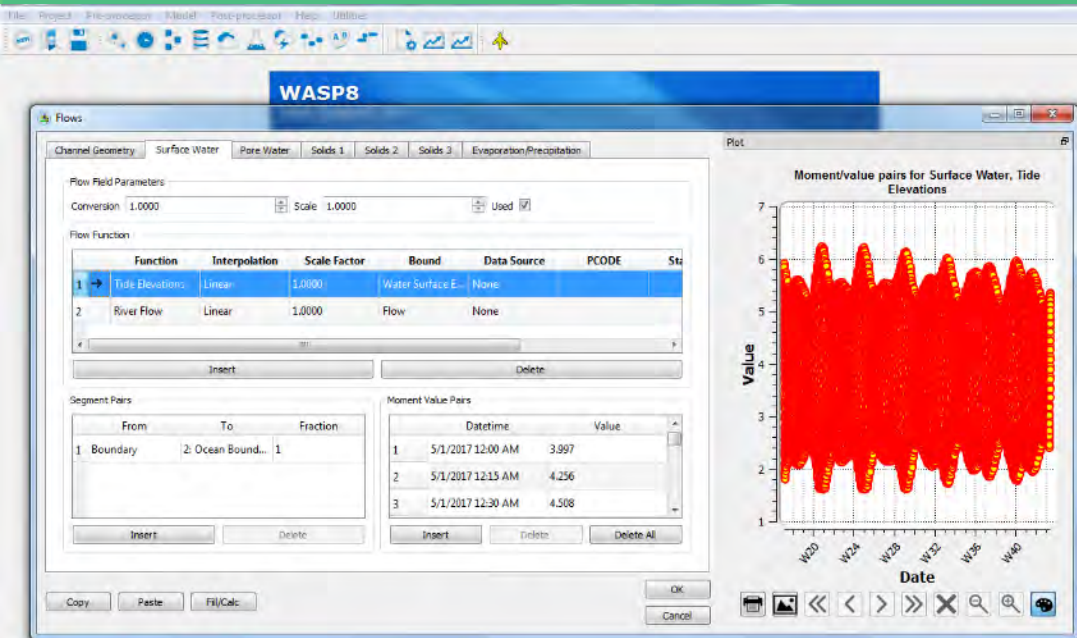 File Project Pre-processor Model Post-processor Help Utilities
WASP8
Flows
Channel Geometry Surface Water Pore Water Solids 1 Solids 2 Solids 3 Evaporation/Precipitation
Flow Field Parameters
Conversion 1.0000 Scale 1.0000 Used
Flow Function
Function Interpolation Scale Factor Bound Data Source PCODE Sta
1 Tide Elevations Linear 1.0000 Water Surface E... None
2 River Flow Linear 1.0000 Flow None
Insert Delete
Segment Pairs
From To Fraction
1 Boundary 2: Ocean Bound... 1
Insert Delete
Moment Value Pairs
Datetime Value
1 5/1/2017 12:00 AM 3.997
2 5/1/2017 12:15 AM 4.256
3 5/1/2017 12:30 AM 4.508
Insert Delete Delete All
Copy Paste Fill/Calc
OK
Cancel
Plot
Moment/value pairs for Surface Water, Tide
Elevations
Value
7
6
5
4
3
2
1
W20 W24 W28 W32 W36 W40
Date